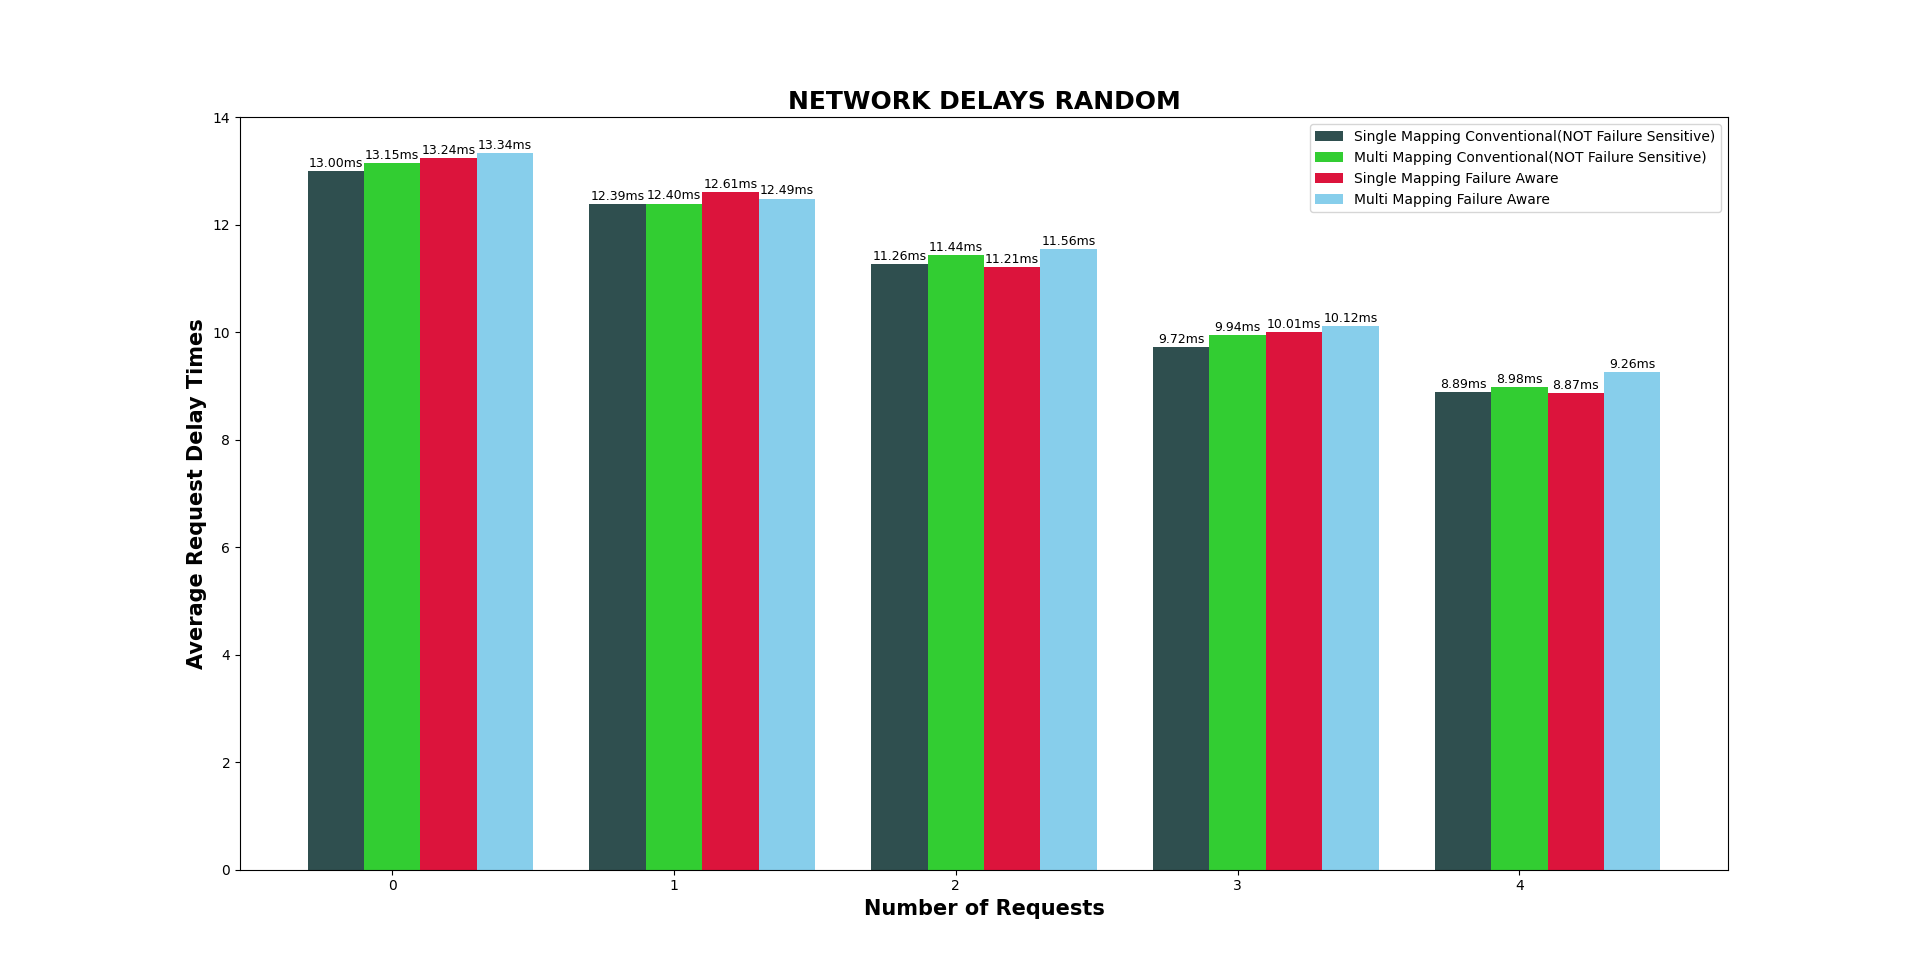 NETWORK DELAYS RANDOM
14
12
10
8
6
4
2
0
Average Request Delay Times
13.00ms 13.15ms 13.24ms 13.34ms
12.39ms 12.40ms 12.61ms 12.49ms
11.26ms 11.44ms 11.21ms 11.56ms
9.72ms 9.94ms 10.01ms 10.12ms
8.89ms 8.98ms 8.87ms 9.26ms
Single Mapping Conventional(NOT Failure Sensitive)
Multi Mapping Conventional(NOT Failure Sensitive)
Single Mapping Failure Aware
Multi Mapping Failure Aware
0 1 2 3 4
Number of Requests